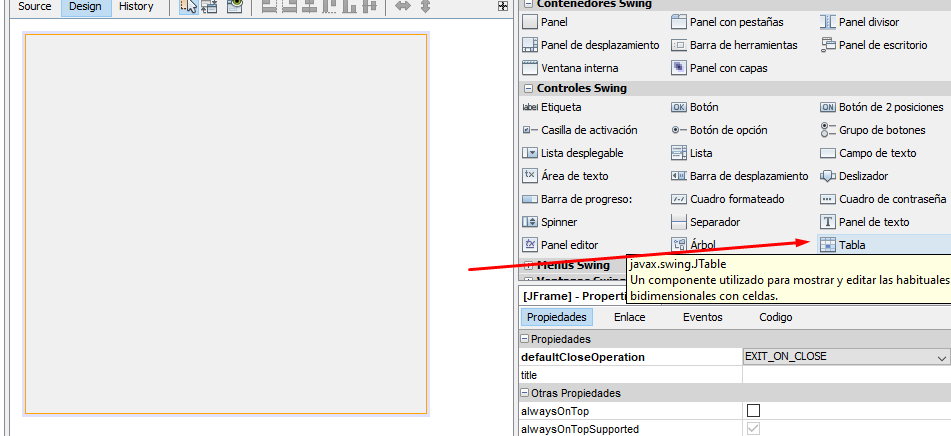 Source Design History
Contenedores Swing
Panel Panel con pestañas Panel divisor
Panel de desplazamiento Barra de herramientas Panel de escritorio
Ventana interna Panel con capas
Controles Swing
label Etiqueta OK Botón ON Botón de 2 posiciones
Casilla de activación Botón de opción Grupo de botones
Lista desplegable Lista Campo de texto
tx Área de texto Barra de desplazamiento Deslizador
Barra de progreso: Cuadro formateado Cuadro de contraseña
Spinner Separador T Panel de texto
Panel editor Árbol Tabla
Menús Swing
javax.swing.JTable
Un componente utilizado para mostrar y editar las habituales
bidimensionales con celdas.
[JFrame] - Properti
Propiedades Enlace Eventos Codigo
Propiedades
defaultCloseOperation EXIT_ON_CLOSE
title
Otras Propiedades
alwaysOnTop
alwaysOnTopSupported